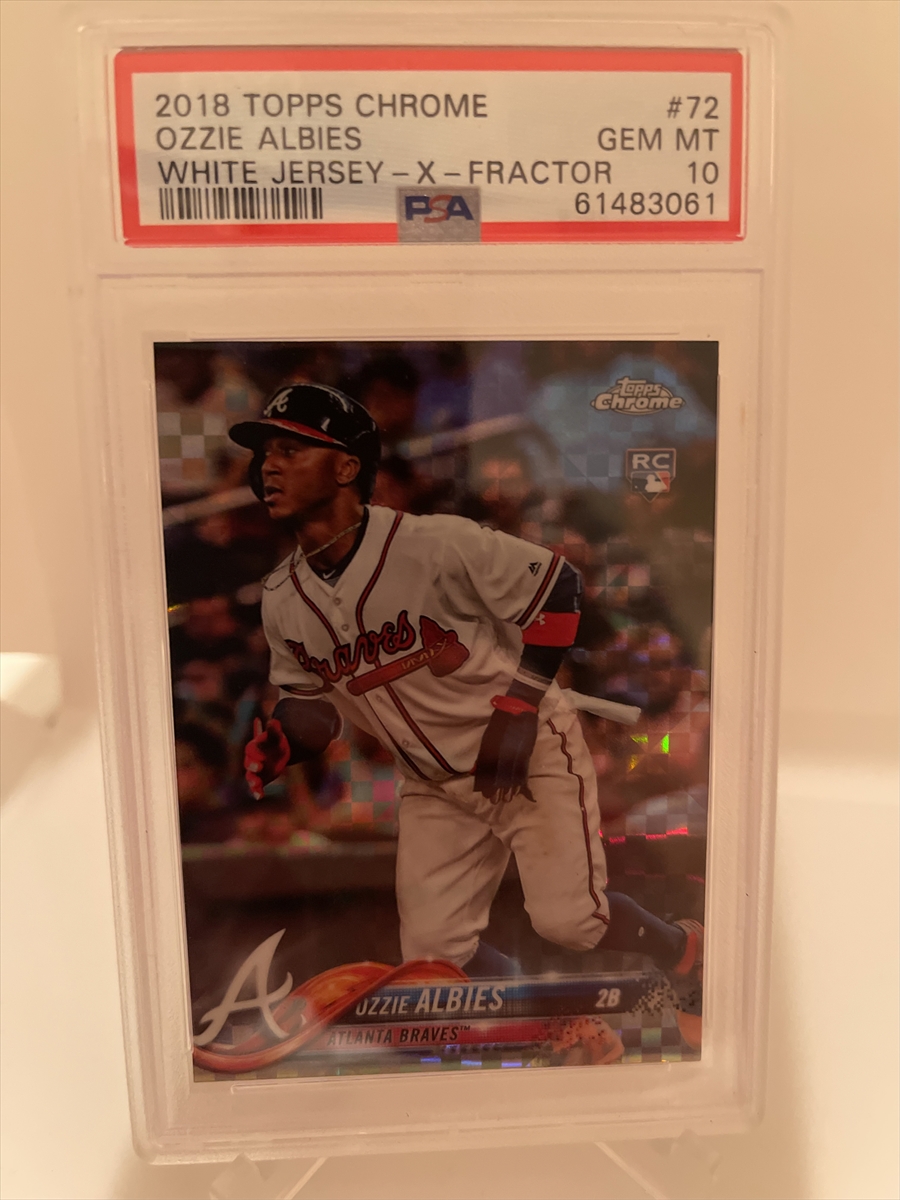 2018 TOPPS CHROME #72
OZZIE ALBIES GEM MT
WHITE JERSEY-X-FRACTOR 10
PSA 61483061
Topps
Chrome
RC
A
Braves
A
OZZIE ALBIES 2B
ATLANTA BRAVES™